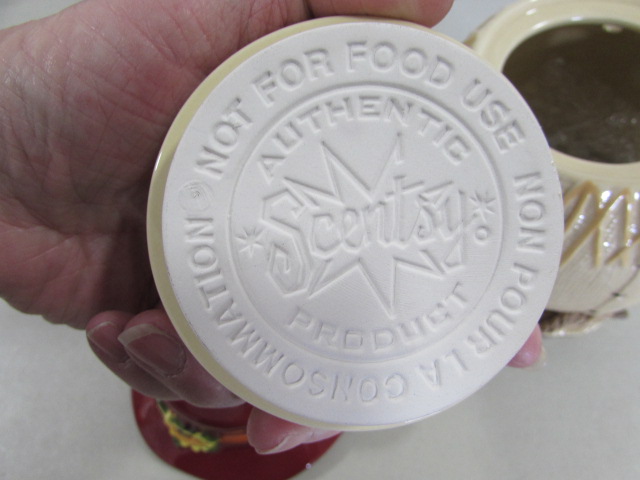 NOT FOR FOOD USE
NON POUR LA CONSOMMATION
AUTHENTIC
Scentsy
PRODUCT